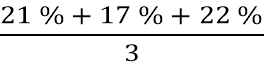 21 % + 17 % + 22 %
3